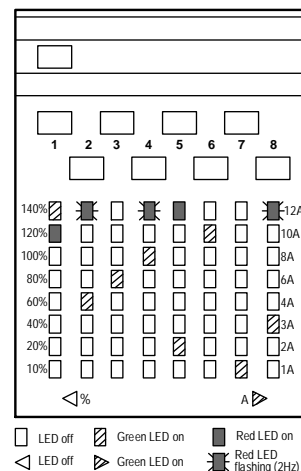 1 2 3 4 5 6 7 8
140% 12A
120% 10A
100% 8A
80% 6A
60% 4A
40% 3A
20% 2A
10% 1A
% A
LED off Green LED on Red LED on
LED off Green LED on Red LED
flashing (2Hz)